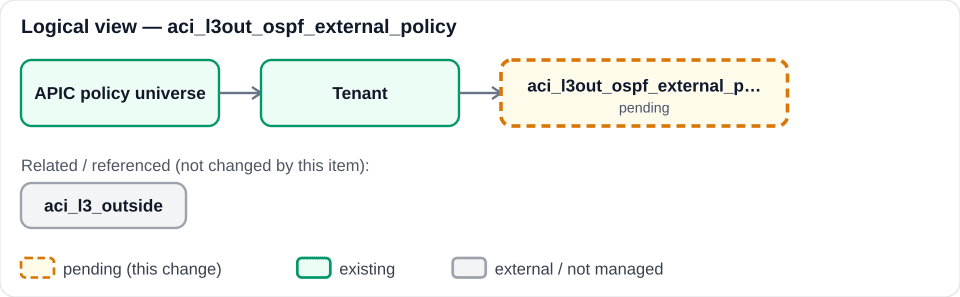 Logical view — aci_l3out_ospf_external_policy
APIC policy universe
Tenant
aci_l3out_ospf_external_p…
pending
Related / referenced (not changed by this item):
aci_l3_outside
pending (this change)
existing
external / not managed